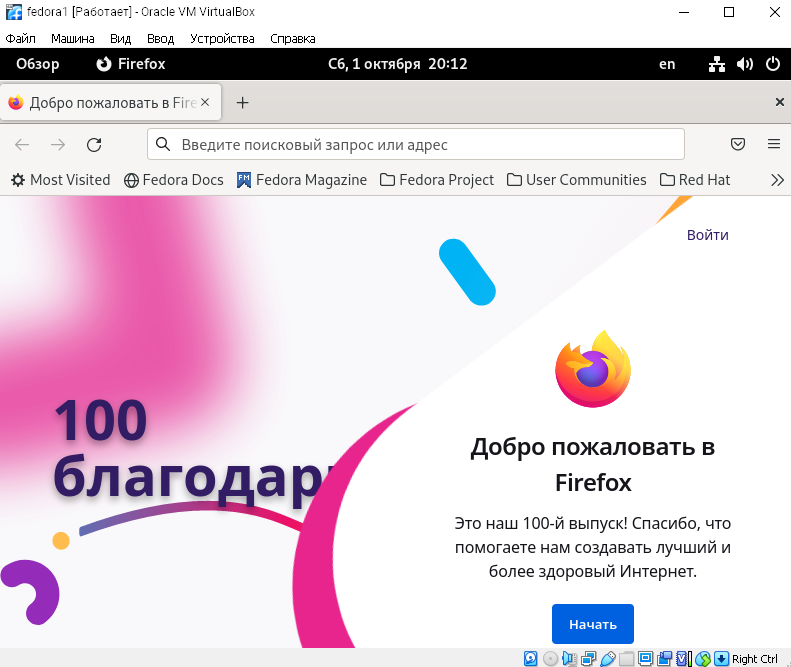 fedora1 [Работает] - Oracle VM VirtualBox
Файл Машина Вид Ввод Устройства Справка
Обзор Firefox Сб, 1 октября 20:12 en
Добро пожаловать в Fire
Введите поисковый запрос или адрес
Most Visited Fedora Docs FM Fedora Magazine Fedora Project User Communities Red Hat
Войти
100
благодар
Добро пожаловать в
Firefox
Это наш 100-й выпуск! Спасибо, что
помогаете нам создавать лучший и
более здоровый Интернет.
Начать
Right Ctrl